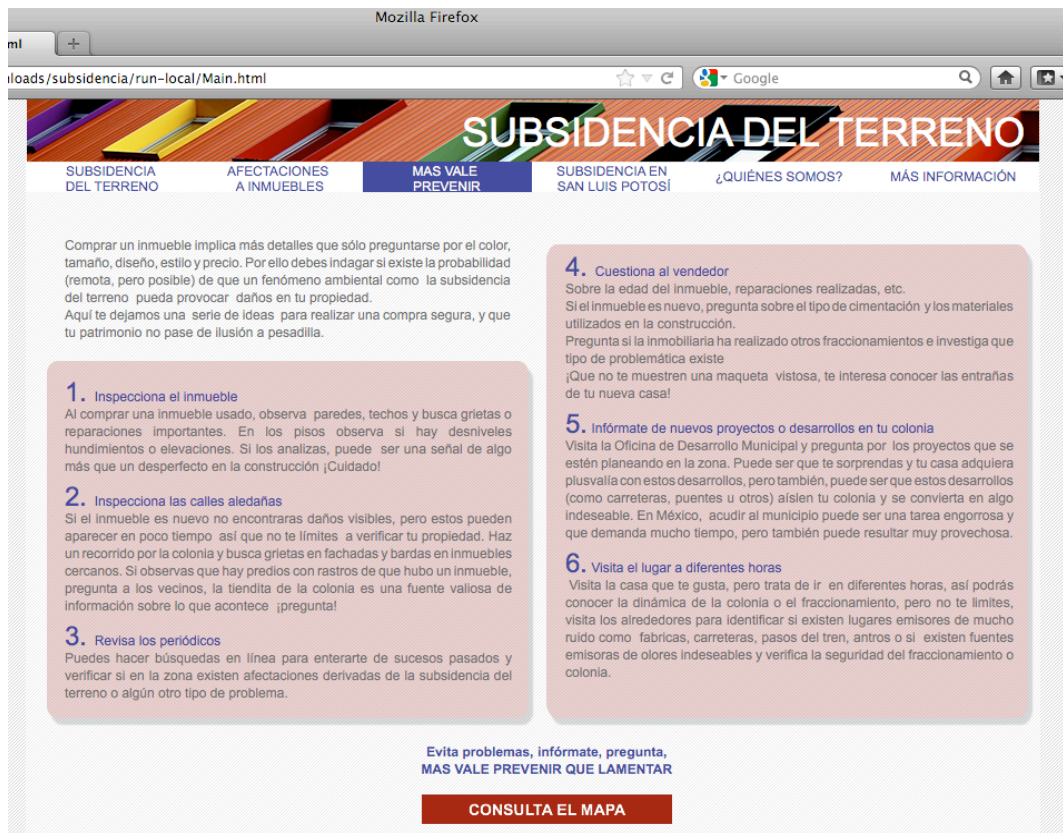 Mozilla Firefox
ml
loads/subsidencia/run-local/Main.html
Google
SUBSIDENCIA DEL TERRENO
SUBSIDENCIA
DEL TERRENO
AFECTACIONES
A INMUEBLES
MAS VALE
PREVENIR
SUBSIDENCIA EN
SAN LUIS POTOSÍ
¿QUIÉNES SOMOS?
MÁS INFORMACIÓN
Comprar un inmueble implica más detalles que sólo preguntarse por el color,
tamaño, diseño, estilo y precio. Por ello debes indagar si existe la probabilidad
(remota, pero posible) de que un fenómeno ambiental como la subsidencia
del terreno pueda provocar daños en tu propiedad.
Aquí te dejamos una serie de ideas para realizar una compra segura, y que
tu patrimonio no pase de ilusión a pesadilla.
1. Inspecciona el inmueble
Al comprar una inmueble usado, observa paredes, techos y busca grietas o
reparaciones importantes. En los pisos observa si hay desniveles
hundimientos o elevaciones. Si los analizas, puede ser una señal de algo
más que un desperfecto en la construcción ¡Cuidado!
2. Inspecciona las calles aledañas
Si el inmueble es nuevo no encontraras daños visibles, pero estos pueden
aparecer en poco tiempo así que no te límites a verificar tu propiedad. Haz
un recorrido por la colonia y busca grietas en fachadas y bardas en inmuebles
cercanos. Si observas que hay predios con rastros de que hubo un inmueble,
pregunta a los vecinos, la tiendita de la colonia es una fuente valiosa de
información sobre lo que acontece ¡pregunta!
3. Revisa los periódicos
Puedes hacer búsquedas en línea para enterarte de sucesos pasados y
verificar si en la zona existen afectaciones derivadas de la subsidencia del
terreno o algún otro tipo de problema.
4. Cuestiona al vendedor
Sobre la edad del inmueble, reparaciones realizadas, etc.
Si el inmueble es nuevo, pregunta sobre el tipo de cimentación y los materiales
utilizados en la construcción.
Pregunta si la inmobiliaria ha realizado otros fraccionamientos e investiga que
tipo de problemática existe
¡Que no te muestren una maqueta vistosa, te interesa conocer las entrañas
de tu nueva casa!
5. Infórmate de nuevos proyectos o desarrollos en tu colonia
Visita la Oficina de Desarrollo Municipal y pregunta por los proyectos que se
estén planeando en la zona. Puede ser que te sorprendas y tu casa adquiera
plusvalía con estos desarrollos, pero también, puede ser que estos desarrollos
(como carreteras, puentes u otros) aíslen tu colonia y se convierta en algo
indeseable. En México, acudir al municipio puede ser una tarea engorrosa y
que demanda mucho tiempo, pero también puede resultar muy provechosa.
6. Visita el lugar a diferentes horas
Visita la casa que te gusta, pero trata de ir en diferentes horas, así podrás
conocer la dinámica de la colonia o el fraccionamiento, pero no te limites,
visita los alrededores para identificar si existen lugares emisores de mucho
ruido como fabricas, carreteras, pasos del tren, antros o si existen fuentes
emisoras de olores indeseables y verifica la seguridad del fraccionamiento o
colonia.
Evita problemas, infórmate, pregunta,
MAS VALE PREVENIR QUE LAMENTAR
CONSULTA EL MAPA